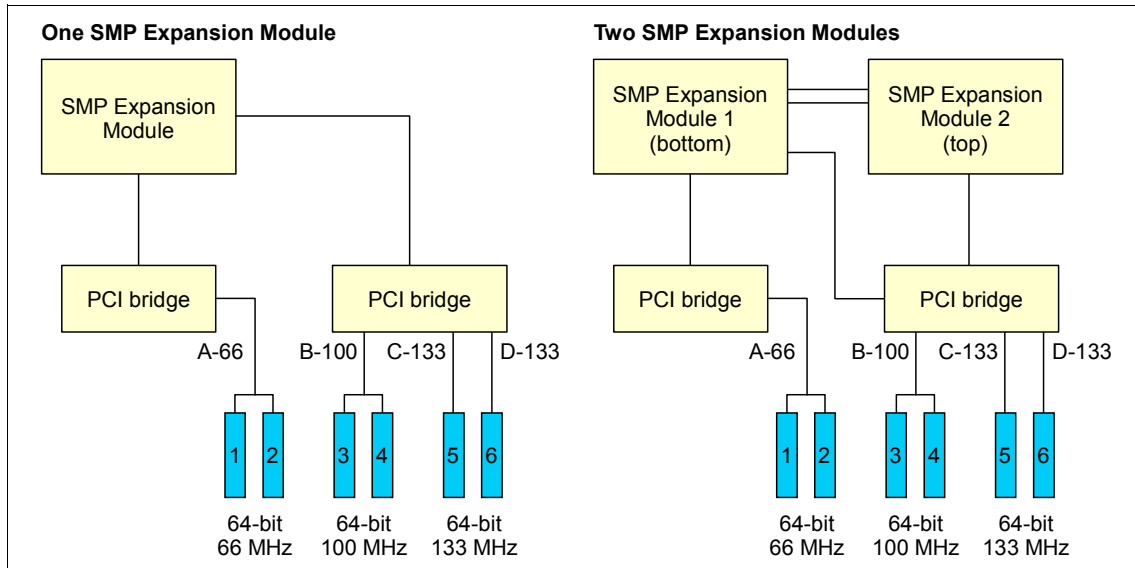 One SMP Expansion Module
SMP Expansion
Module
PCI bridge
PCI bridge
A-66
B-100
C-133
D-133
1
2
3
4
5
6
64-bit
66 MHz
64-bit
100 MHz
64-bit
133 MHz
Two SMP Expansion Modules
SMP Expansion
Module 1
(bottom)
SMP Expansion
Module 2
(top)
PCI bridge
PCI bridge
A-66
B-100
C-133
D-133
1
2
3
4
5
6
64-bit
66 MHz
64-bit
100 MHz
64-bit
133 MHz